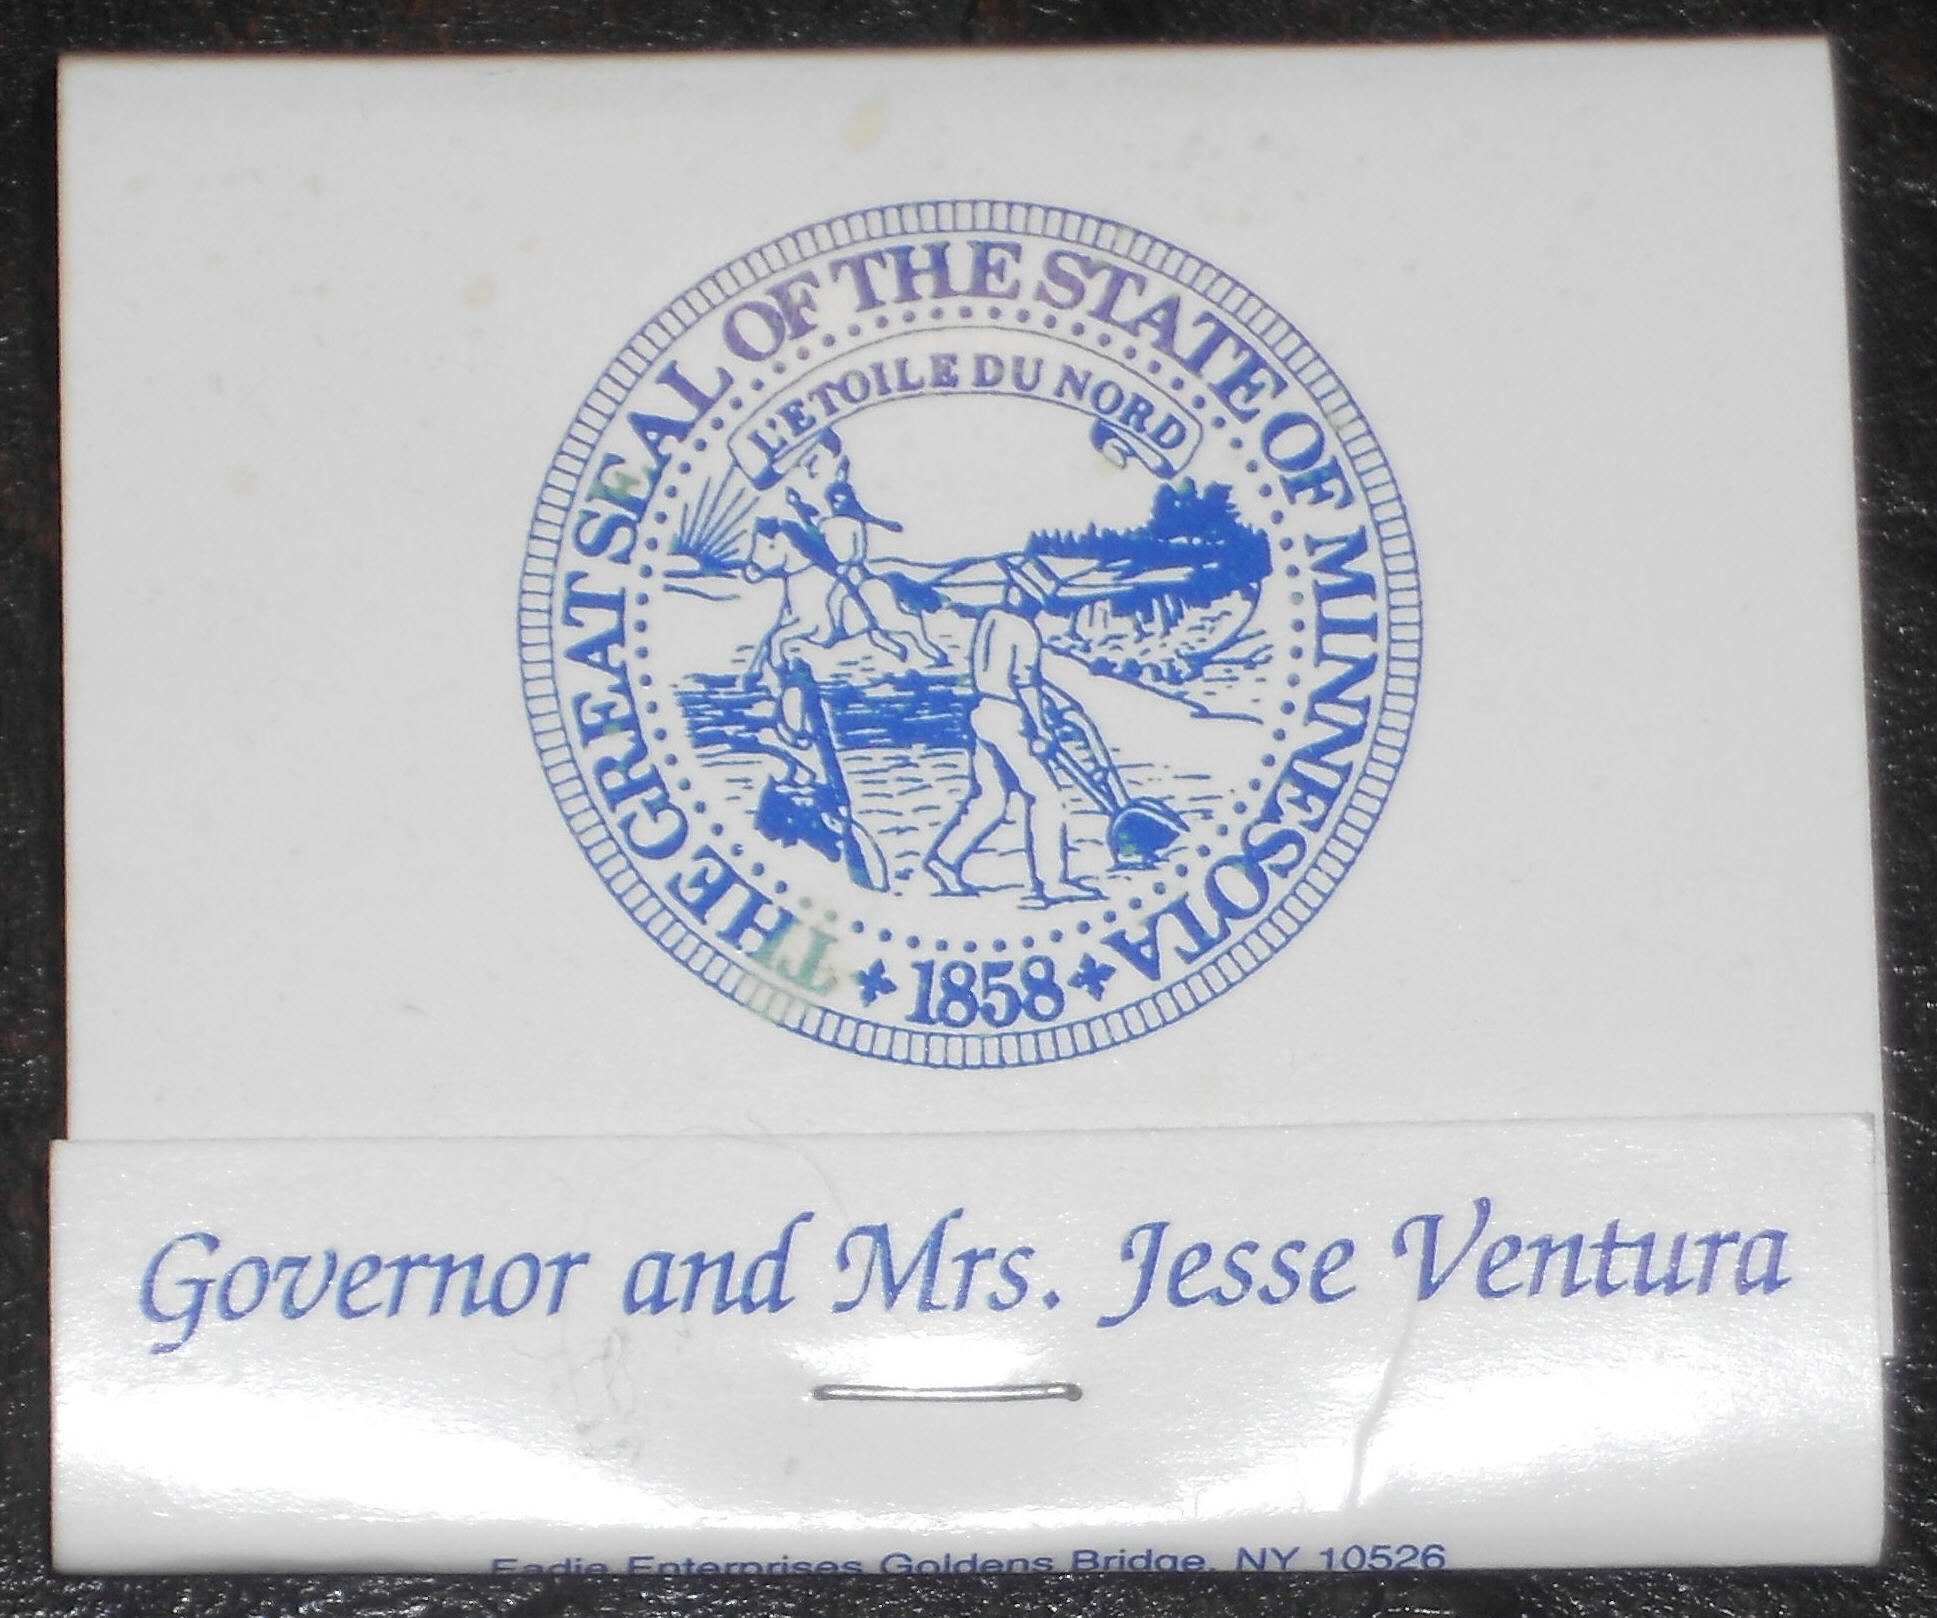 THE GREAT SEAL OF THE STATE OF MINNESOTA
L'ETOILE DU NORD
1858
Governor and Mrs. Jesse Ventura
Eadie Enterprises Goldens Bridge, NY 10526